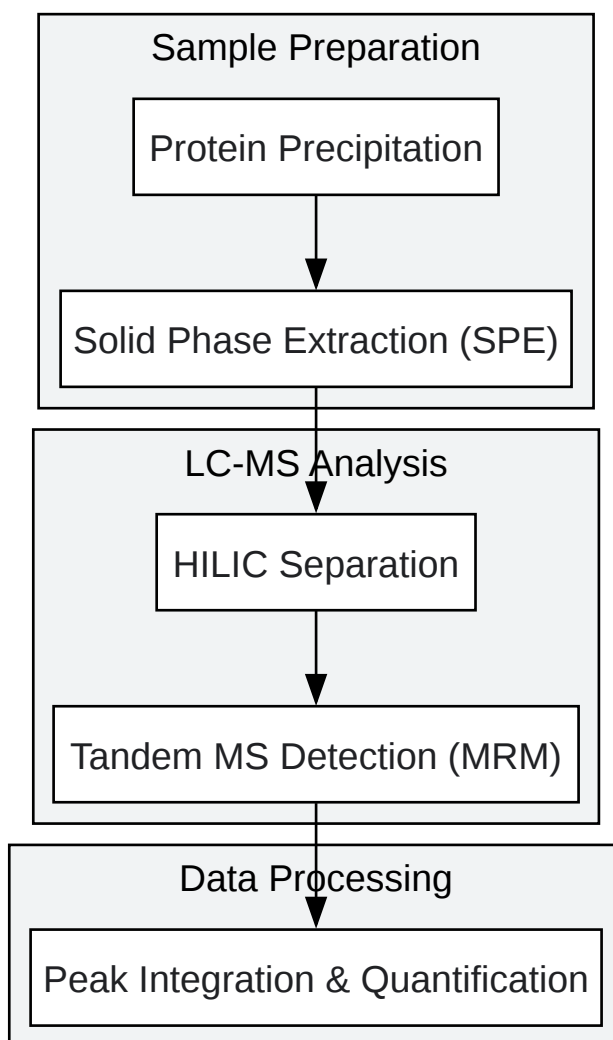 Sample Preparation
Protein Precipitation
Solid Phase Extraction (SPE)
LC-MS Analysis
HILIC Separation
Tandem MS Detection (MRM)
Data Processing
Peak Integration & Quantification